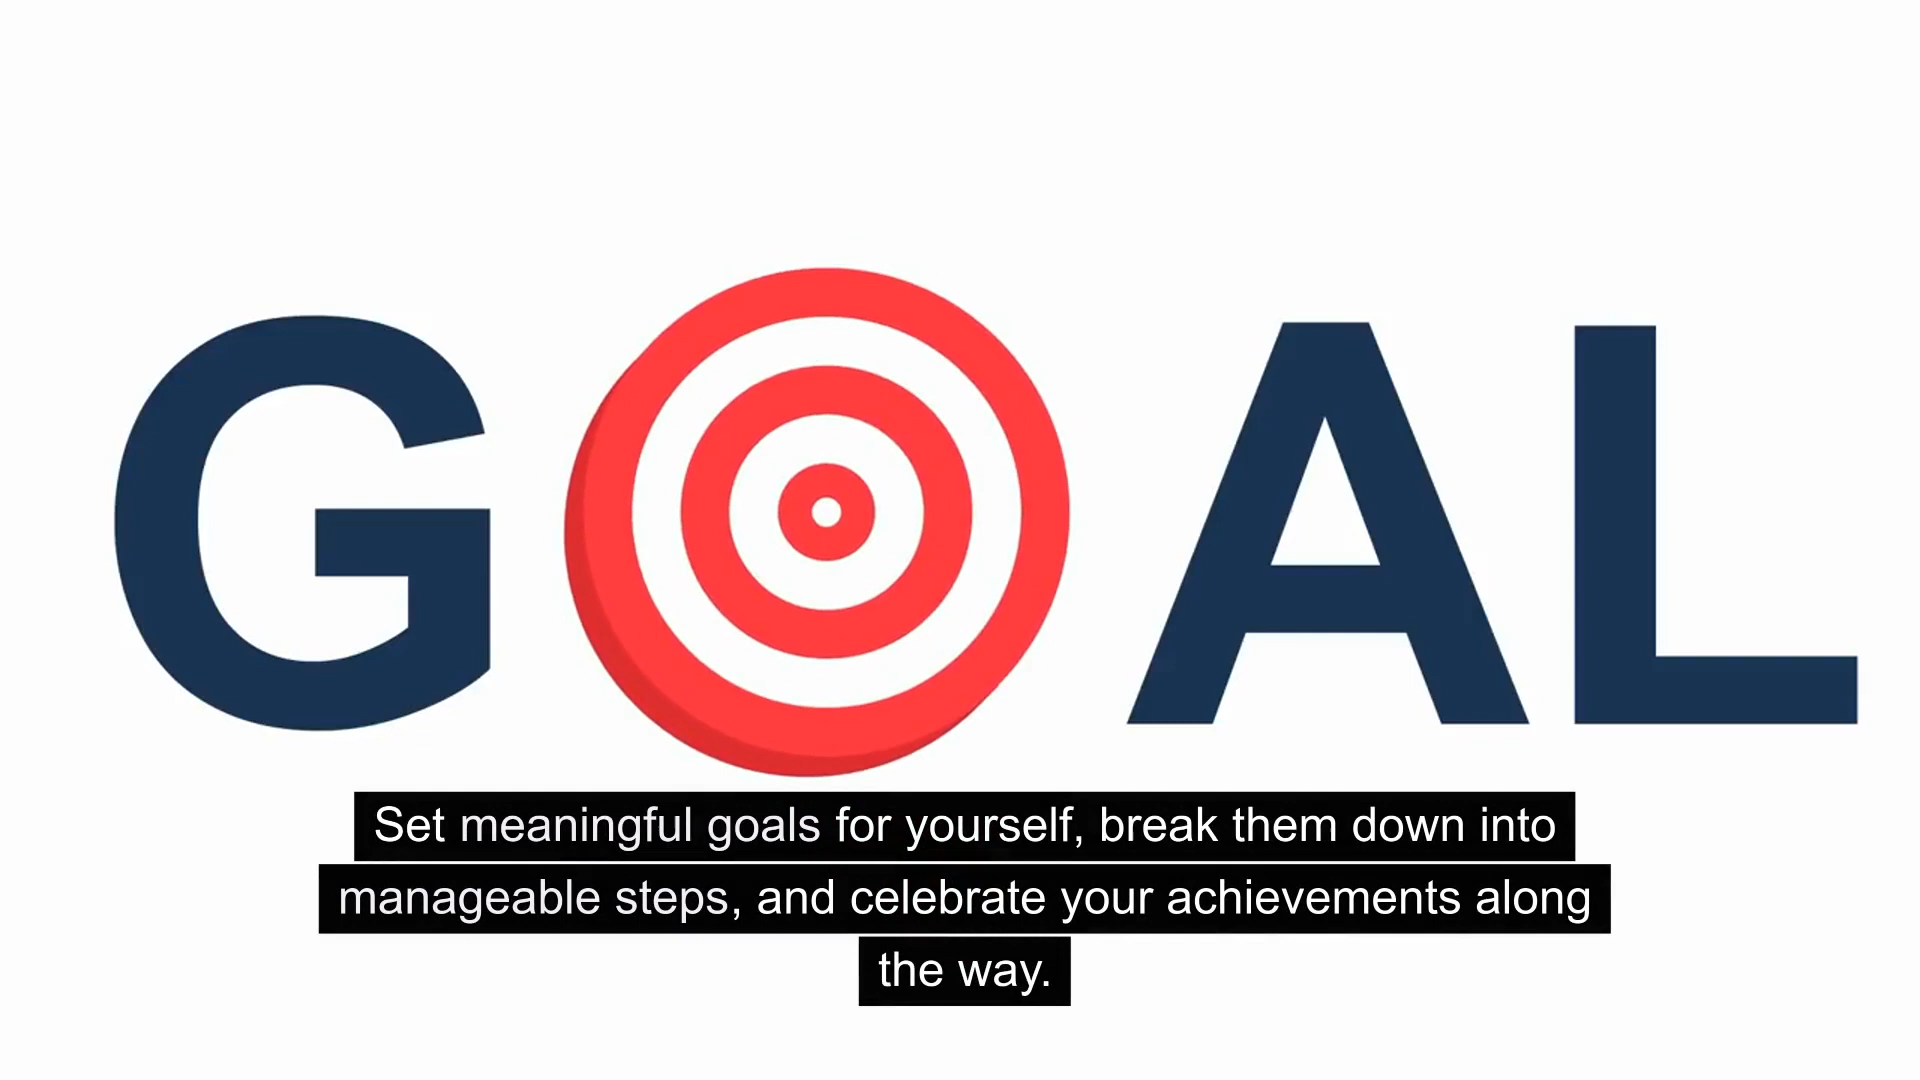 GOAL
Set meaningful goals for yourself, break them down into
manageable steps, and celebrate your achievements along
the way.